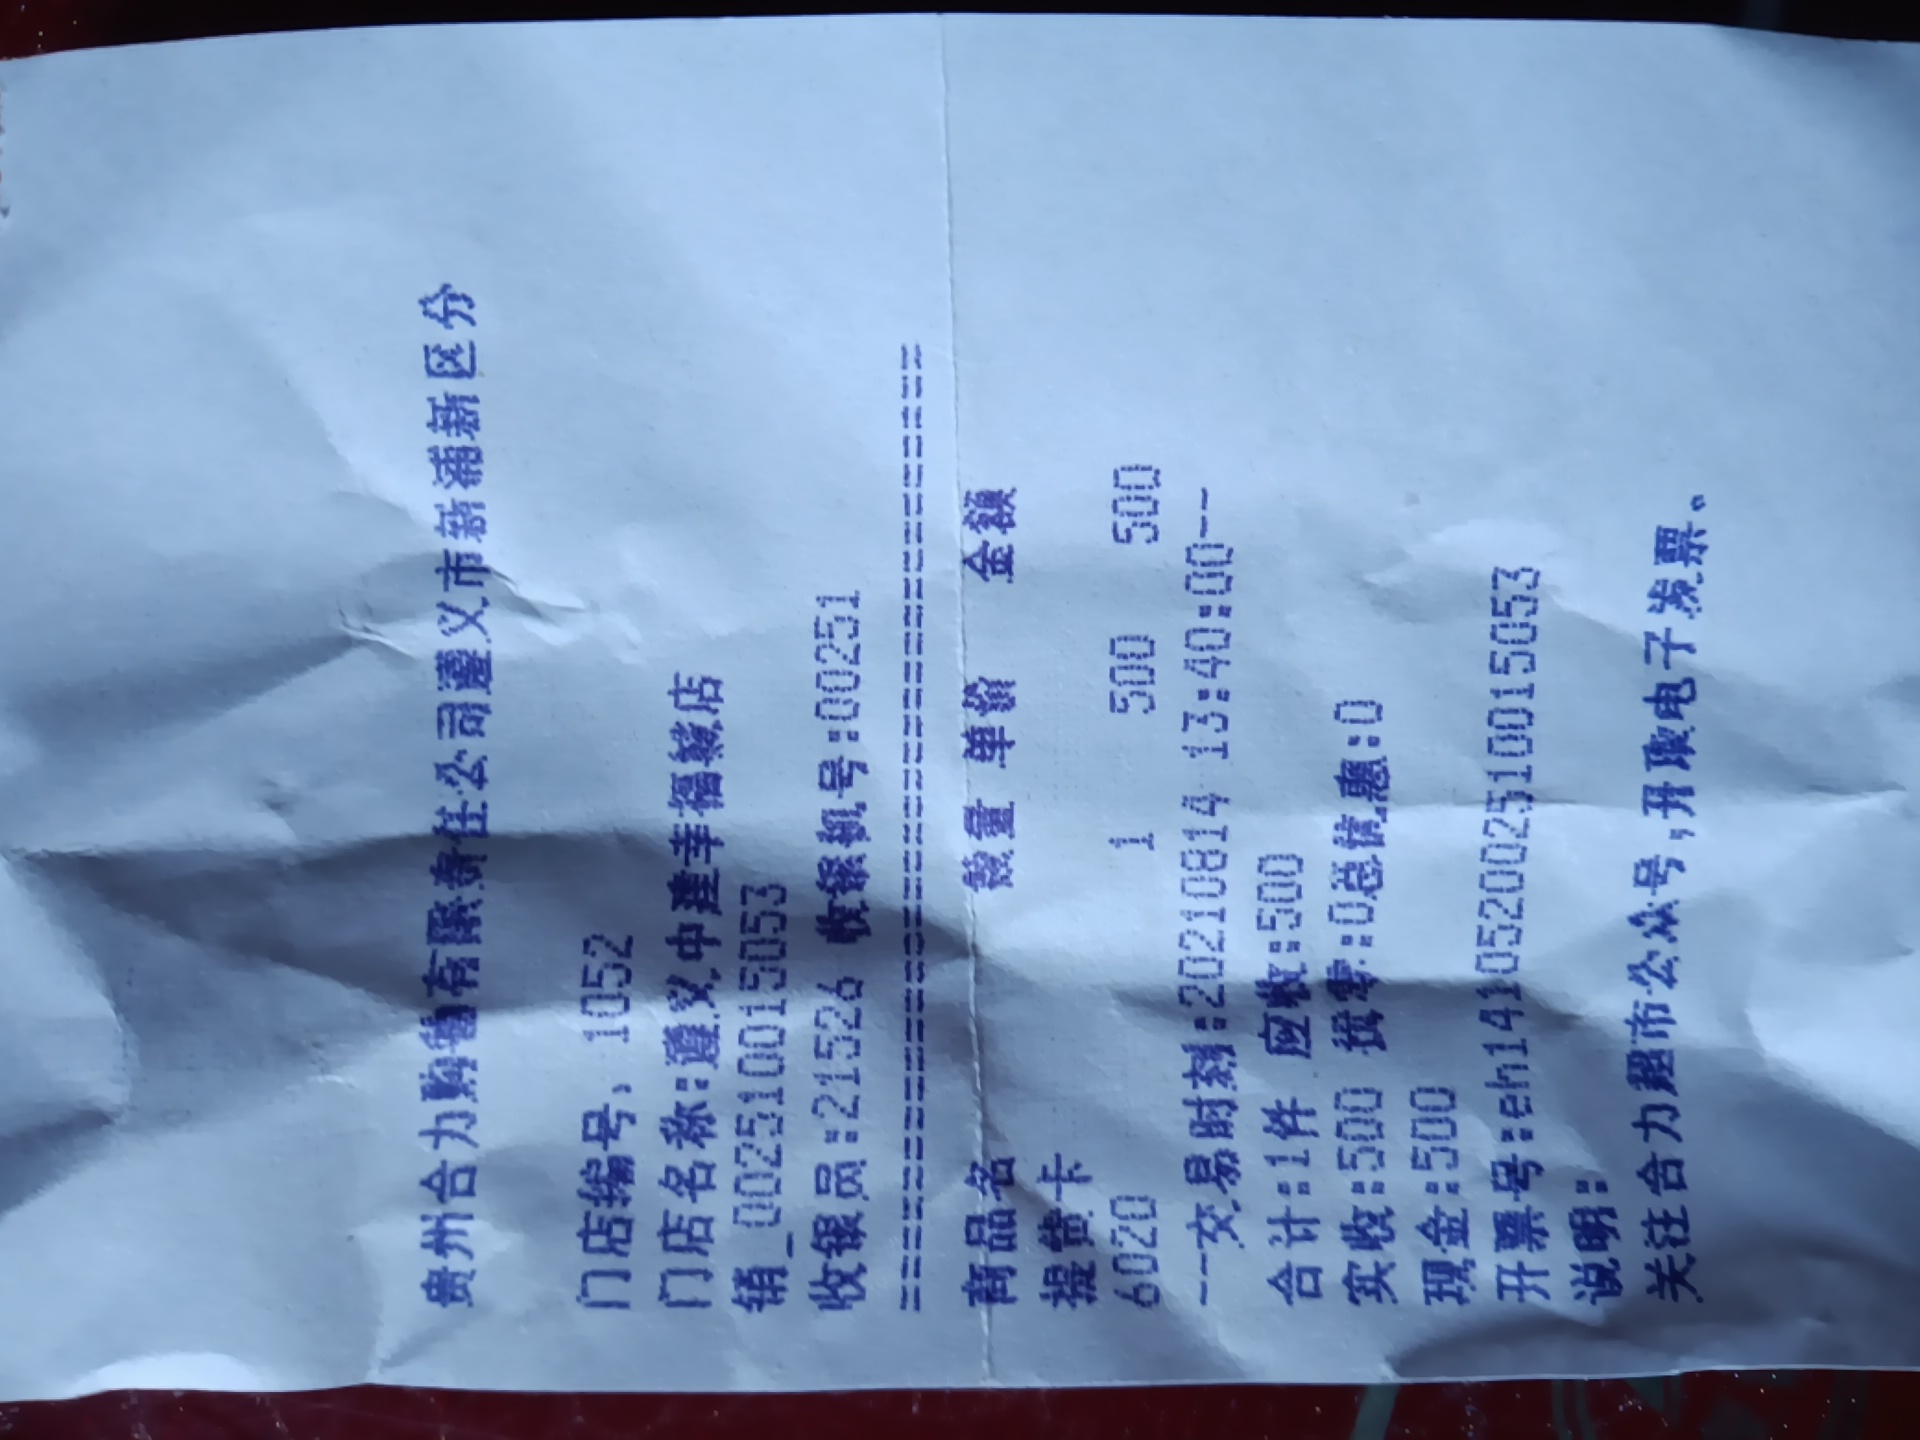 贵州合力购物有限责任公司遵义市新浦新区分
门店编号, 1052
门店名称:遵义中建幸福城店
销_002510015053
收银员:21526 收银机号:00251
==========================================
商品名 数量 单价 金额
提货卡
6020 1 500 500
--交易时刻:20210814 13:40:00--
合计:1件 应收:500
实收:500 找零:0总优惠:0
现金:500
开票号:eh1441052002510015053
说明:
关注合力超市公众号,开取电子发票。